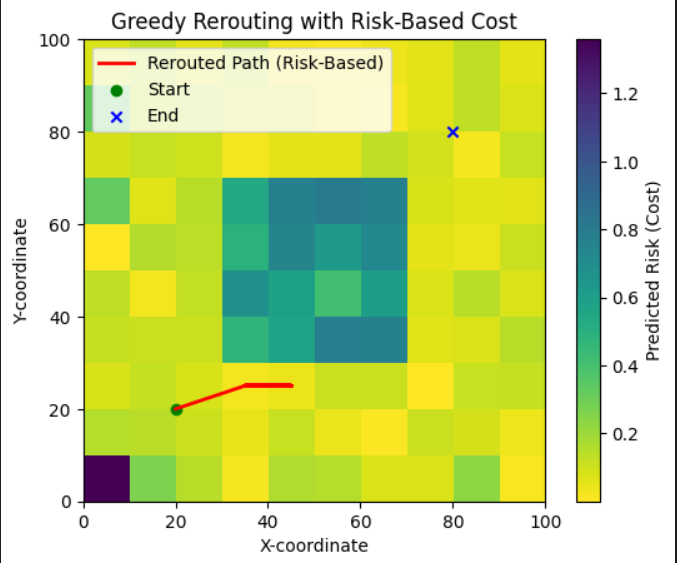 Greedy Rerouting with Risk-Based Cost
100
80
60
40
20
0
Y-coordinate
Rerouted Path (Risk-Based)
Start
End
0 20 40 60 80 100
X-coordinate
1.2
1.0
0.8
0.6
0.4
0.2
Predicted Risk (Cost)